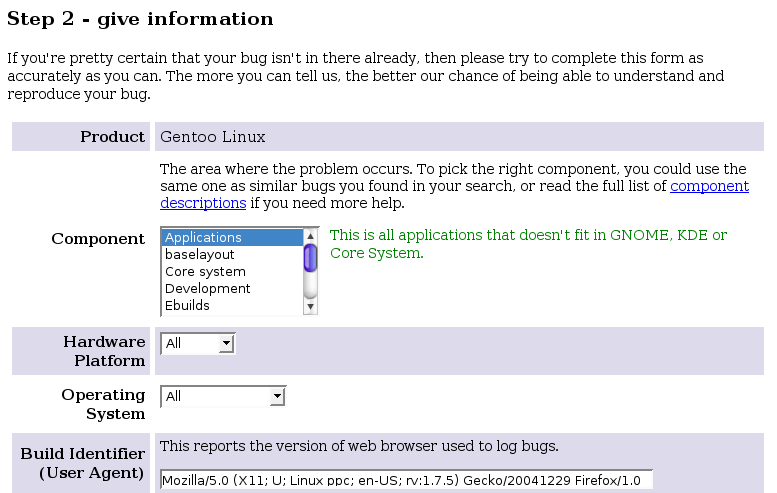 Step 2 - give information
If you're pretty certain that your bug isn't in there already, then please try to complete this form as
accurately as you can. The more you can tell us, the better our chance of being able to understand and
reproduce your bug.
Product Gentoo Linux
The area where the problem occurs. To pick the right component, you could use the
same one as similar bugs you found in your search, or read the full list of component
descriptions if you need more help.
Component
Applications
baselayout
Core system
Development
Ebuilds
This is all applications that doesn't fit in GNOME, KDE or
Core System.
Hardware
Platform
All
Operating
System
All
Build Identifier
(User Agent)
This reports the version of web browser used to log bugs.
Mozilla/5.0 (X11; U; Linux ppc; en-US; rv:1.7.5) Gecko/20041229 Firefox/1.0